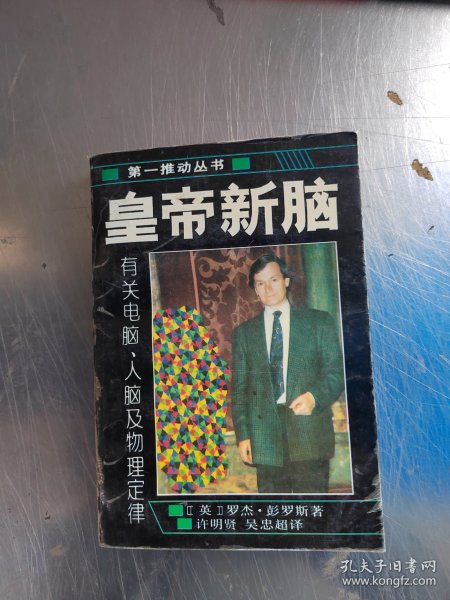 第一推动丛书
皇帝新脑
有关电脑、人脑及物理定律
[英]罗杰·彭罗斯著
许明贤 吴忠超译
孔夫子旧书网
www.kongfz.com